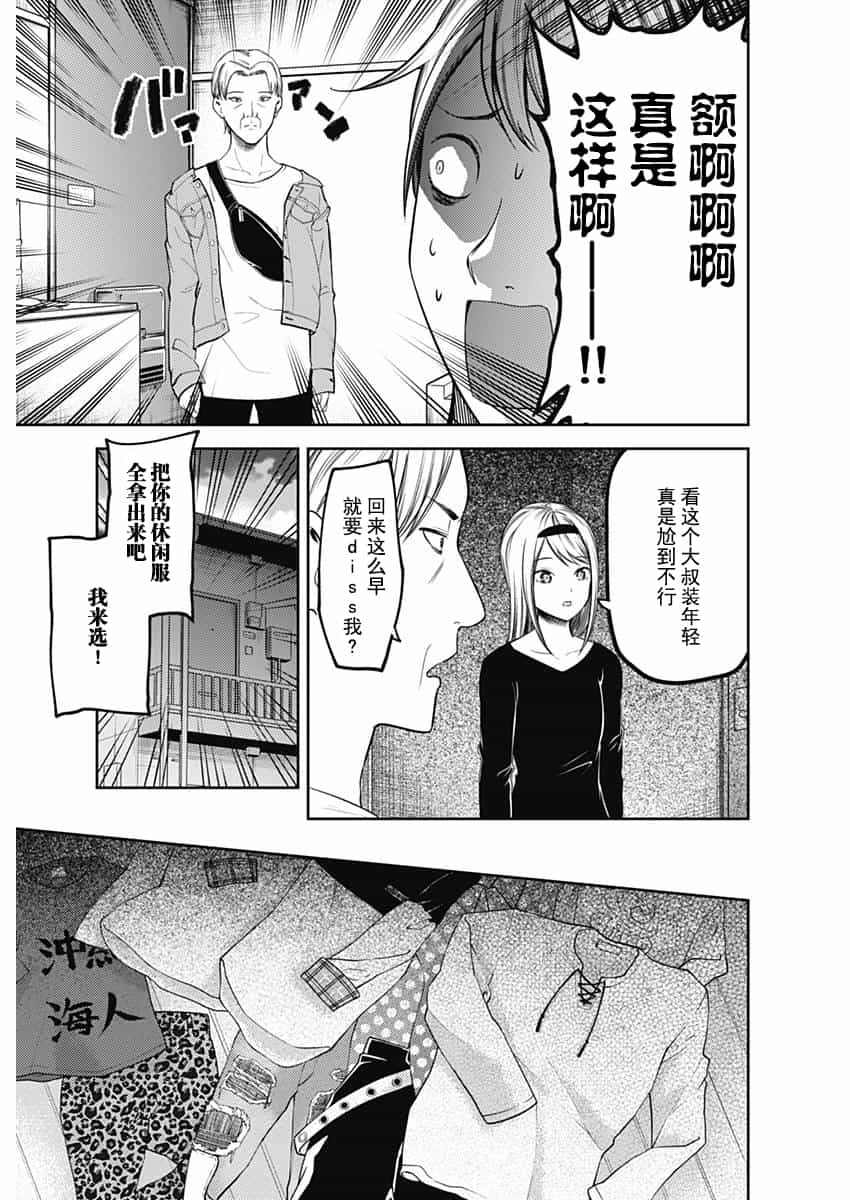 额啊啊啊
真是
这样啊——!!
バァーン
看这个大叔装年轻
真是尬到不行
回来这么早
就要diss我?
把你的休闲服
全拿出来吧
我来选!
海人